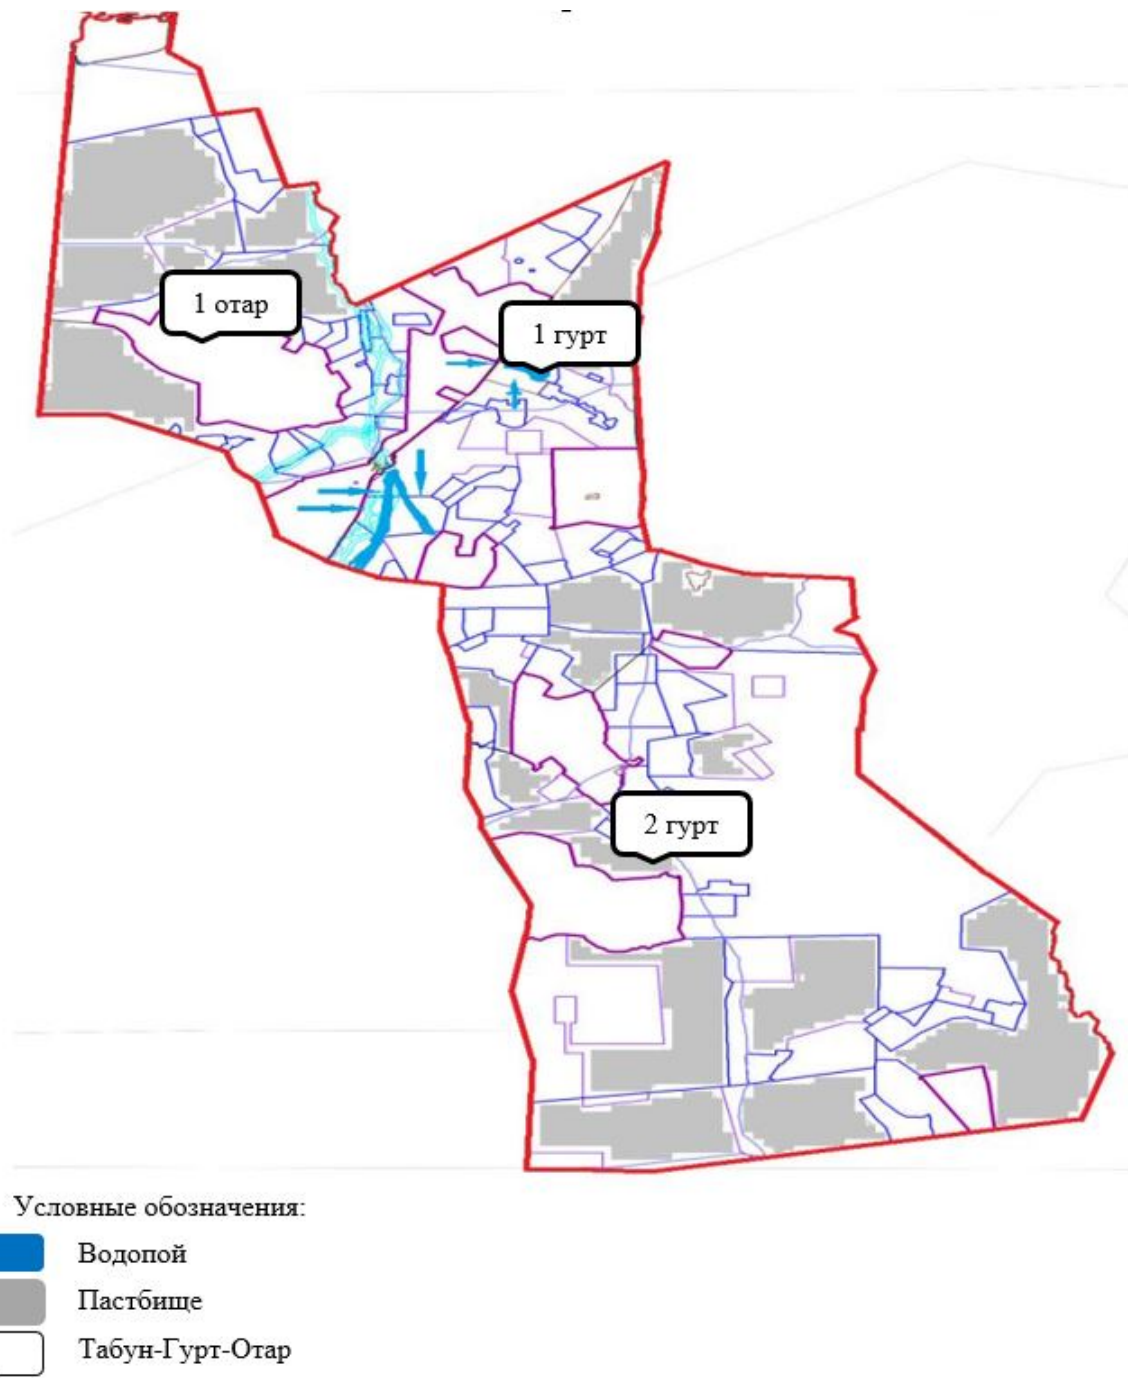 1 отар
1 гурт
2 гурт
Условные обозначения:
Водопой
Пастбище
Табун-Гурт-Отар